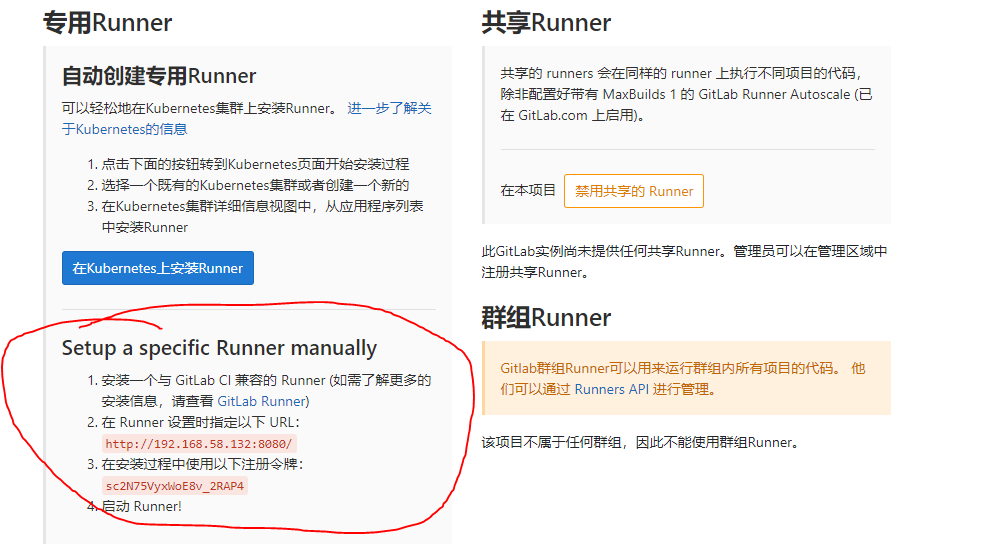 专用Runner
自动创建专用Runner
可以轻松地在Kubernetes集群上安装Runner。 进一步了解关
于Kubernetes的信息
1. 点击下面的按钮转到Kubernetes页面开始安装过程
2. 选择一个既有的Kubernetes集群或者创建一个新的
3. 在Kubernetes集群详细信息视图中，从应用程序列表
中安装Runner
在Kubernetes上安装Runner
Setup a specific Runner manually
1. 安装一个与 GitLab CI 兼容的 Runner (如需了解更多的
安装信息，请查看 GitLab Runner)
2. 在 Runner 设置时指定以下 URL：
http://192.168.58.132:8080/
3. 在安装过程中使用以下注册令牌：
sc2N75VyxWoE8v_2RAP4
4. 启动 Runner!
共享Runner
共享的 runners 会在同样的 runner 上执行不同项目的代码，
除非配置好带有 MaxBuilds 1 的 GitLab Runner Autoscale (已
在 GitLab.com 上启用)。
在本项目 禁用共享的 Runner
此GitLab实例尚未提供任何共享Runner。管理员可以在管理区域中
注册共享Runner。
群组Runner
Gitlab群组Runner可以用来运行群组内所有项目的代码。 他
们可以通过 Runners API 进行管理。
该项目不属于任何群组，因此不能使用群组Runner。